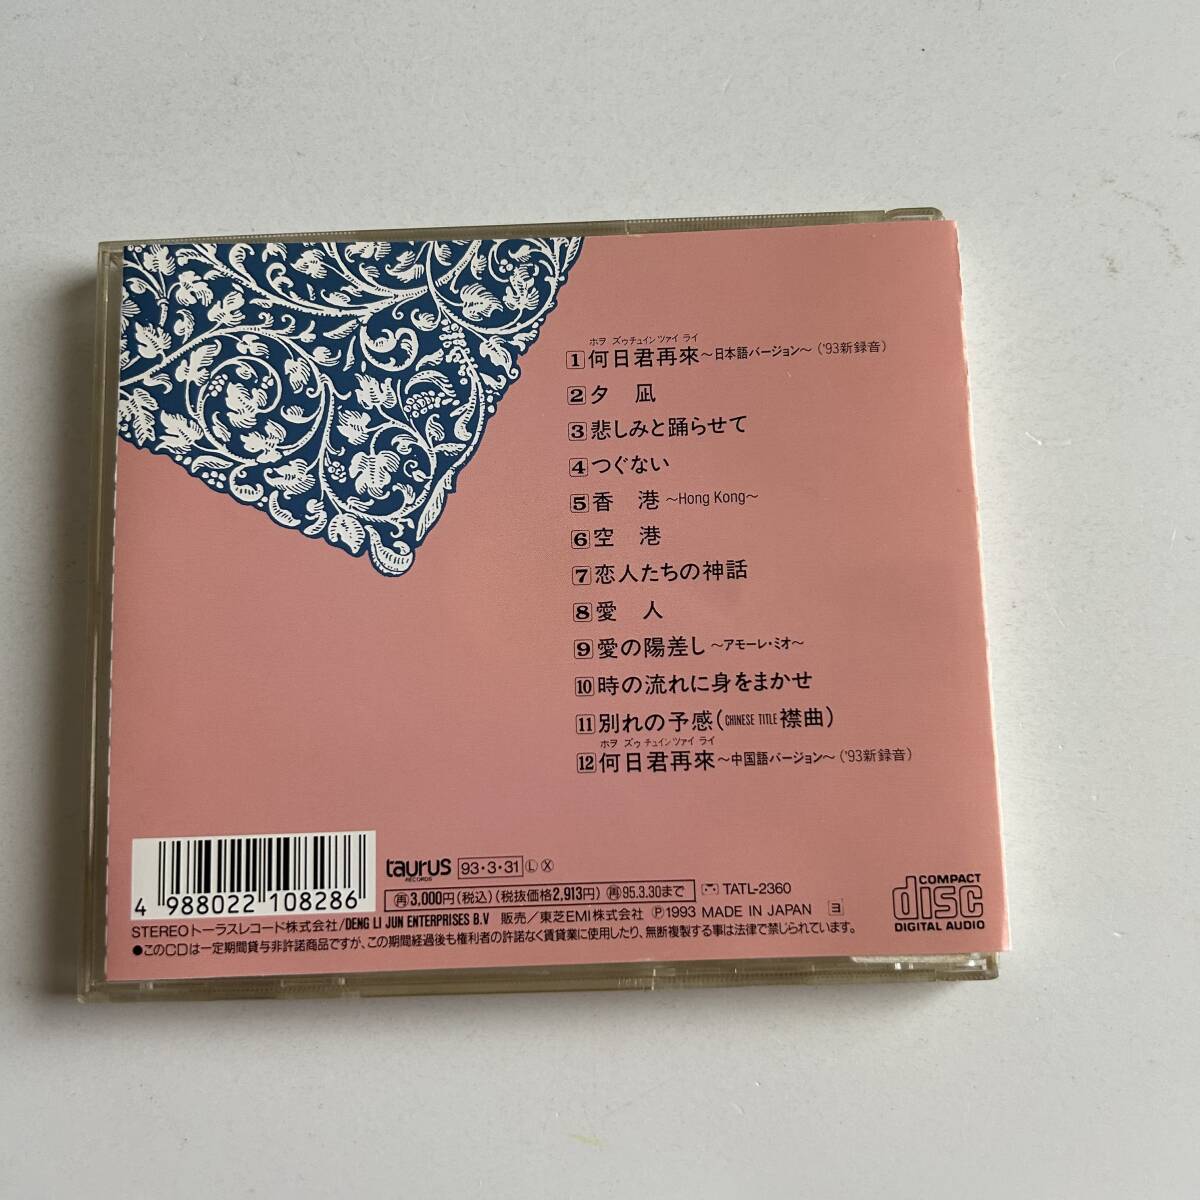 ホヲ ズゥチュイン ツァイ ライ
1 何日君再來 ～日本語バージョン～ ('93新録音)
2 夕 凪
3 悲しみと踊らせて
4 つぐない
5 香 港 ～Hong Kong～
6 空 港
7 恋人たちの神話
8 愛 人
9 愛の陽差し ～アモーレ・ミオ～
10 時の流れに身をまかせ
11 別れの予感(CHINESE TITLE 襟曲)
ホヲ ズゥ チュイン ツァイ ライ
12 何日君再來 ～中国語バージョン～ ('93新録音)
4 988022 108286
taurus RECORDS 93・3・31 Ⓛ Ⓧ
㊢3,000円(税込)(税抜価格2,913円) ㊢95.3.30まで TATL-2360
STEREO トーラスレコード株式会社/DENG LI JUN ENTERPRISES B.V 販売/東芝EMI株式会社 Ⓟ1993 MADE IN JAPAN ヨ
●このCDは一定期間貸与非許諾商品ですが、この期間経過後も権利者の許諾なく賃貸業に使用したり、無断複製する事は法律で禁じられています。
COMPACT
disc
DIGITAL AUDIO